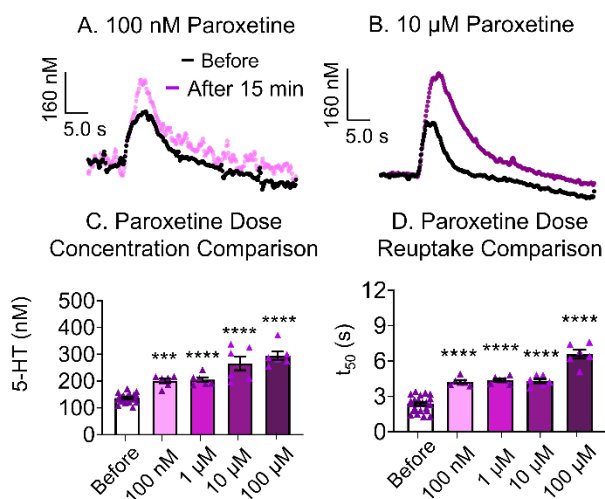 A. 100 nM Paroxetine
160 nM
5.0 s
Before
After 15 min
B. 10 µM Paroxetine
160 nM
5.0 s
C. Paroxetine Dose
Concentration Comparison
5-HT (nM)
500
400
300
200
100
0
***
****
****
****
Before
100 nM
1 µM
10 µM
100 µM
D. Paroxetine Dose
Reuptake Comparison
t50 (s)
12
9
6
3
0
****
****
****
****
Before
100 nM
1 µM
10 µM
100 µM